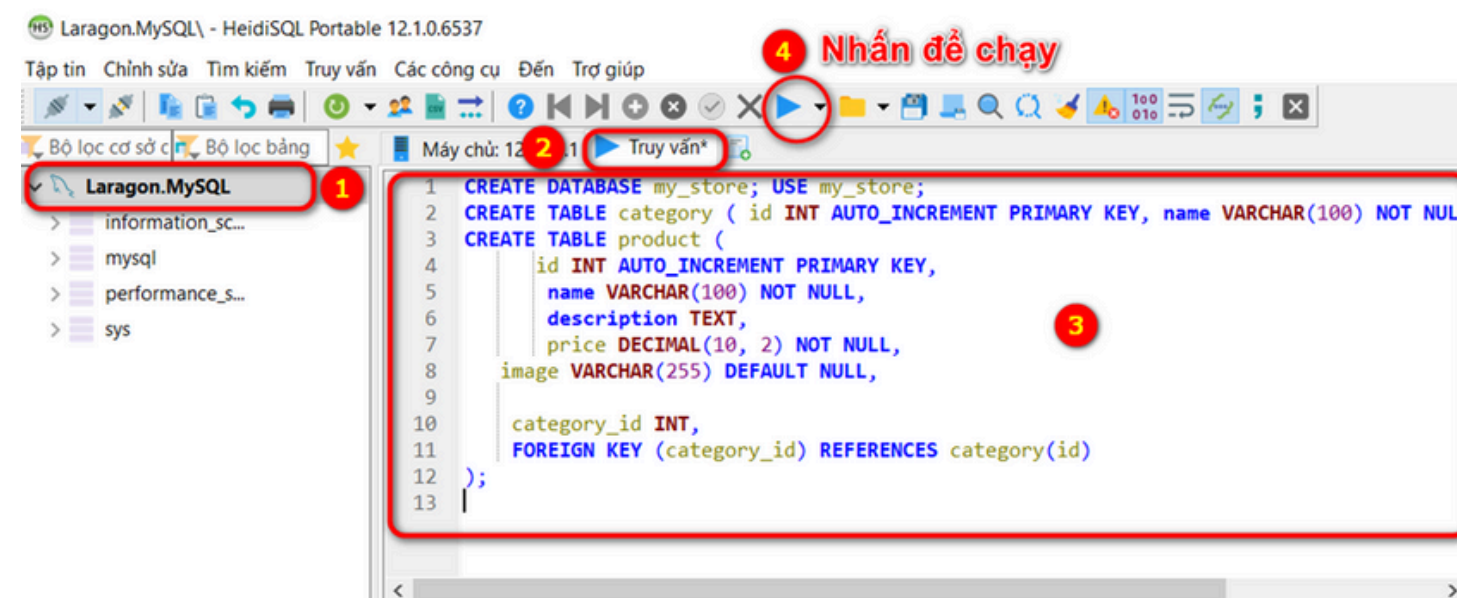 Laragon.MySQL\ - HeidiSQL Portable 12.1.0.6537
4 Nhấn để chạy
Tập tin Chỉnh sửa Tìm kiếm Truy vấn Các công cụ Đến Trợ giúp
Bộ lọc cơ sở c Bộ lọc bảng
Máy chủ: 12 2 .1 Truy vấn*
Laragon.MySQL 1
information_sc...
mysql
performance_s...
sys
1 CREATE DATABASE my_store; USE my_store;
2 CREATE TABLE category ( id INT AUTO_INCREMENT PRIMARY KEY, name VARCHAR(100) NOT NUL
3 CREATE TABLE product (
4 id INT AUTO_INCREMENT PRIMARY KEY,
5 name VARCHAR(100) NOT NULL,
6 description TEXT,
7 price DECIMAL(10, 2) NOT NULL,
8 image VARCHAR(255) DEFAULT NULL,
9
10 category_id INT,
11 FOREIGN KEY (category_id) REFERENCES category(id)
12 );
13
3